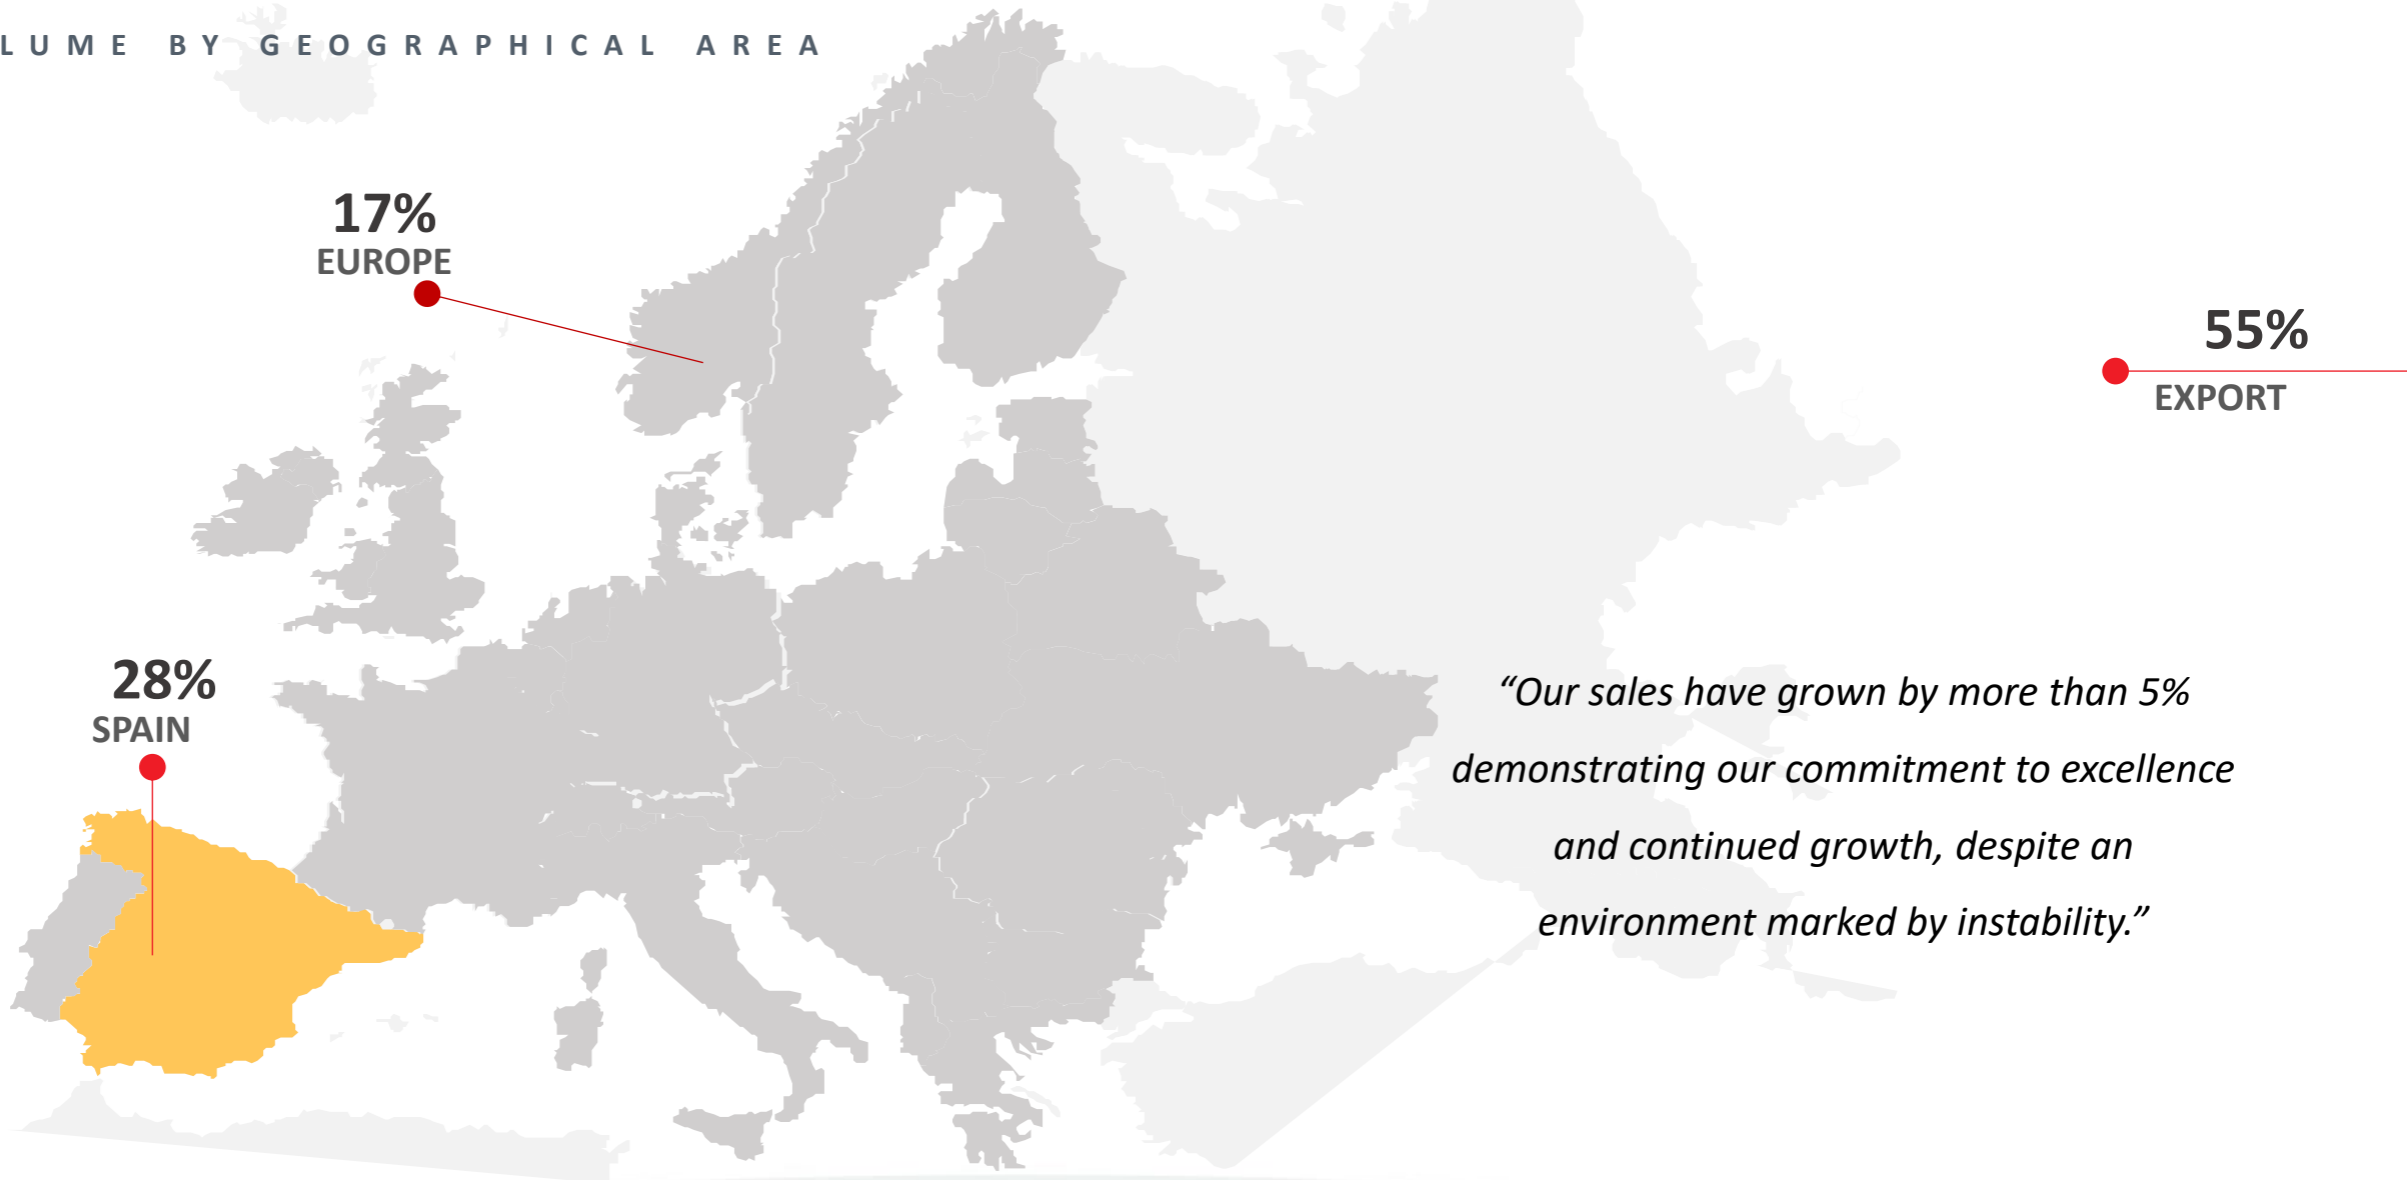 LUME BY GEOGRAPHICAL AREA
17%
EUROPE
55%
EXPORT
28%
SPAIN
“Our sales have grown by more than 5%
demonstrating our commitment to excellence
and continued growth, despite an
environment marked by instability.”